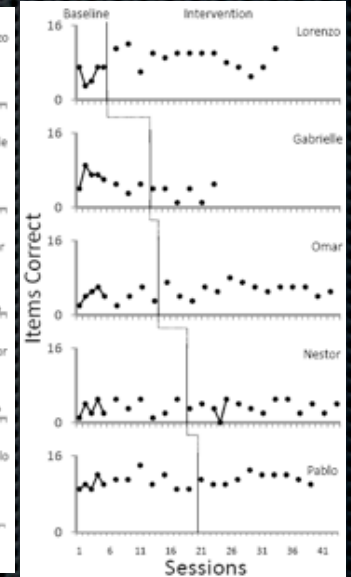 Baseline Intervention
16
Lorenzo
0
16
Gabrielle
0
16
Omar
0
16
Nestor
0
16
Pablo
0
1 6 11 16 21 26 31 36 41
Sessions
Items Correct